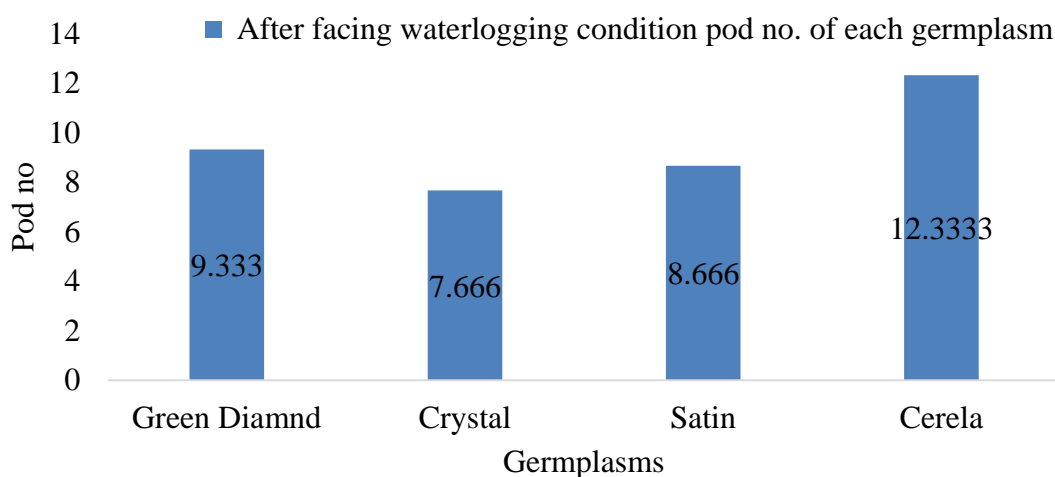 After facing waterlogging condition pod no. of each germplasm
14
12
10
8
6
4
2
0
Pod no
9.333
7.666
8.666
12.3333
Green Diamnd
Crystal
Satin
Cerela
Germplasms